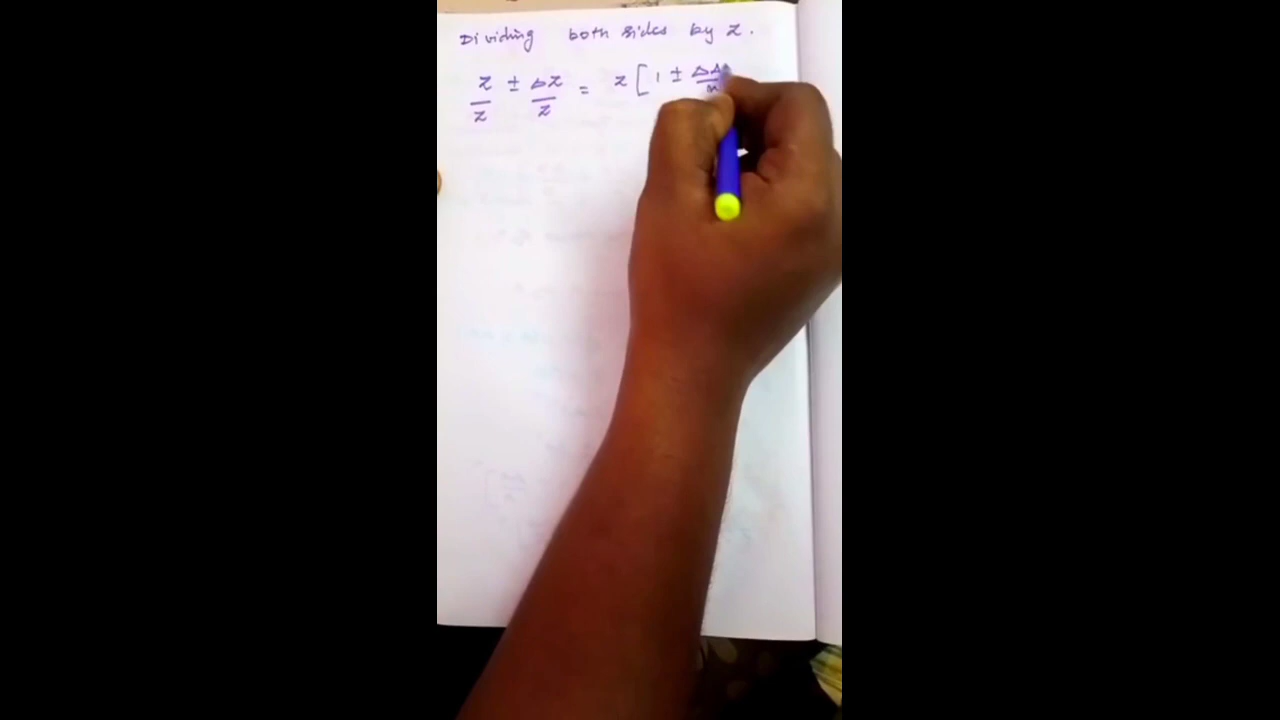 Dividing both sides by z.
z/z ± Δz/z = z [ 1 ±